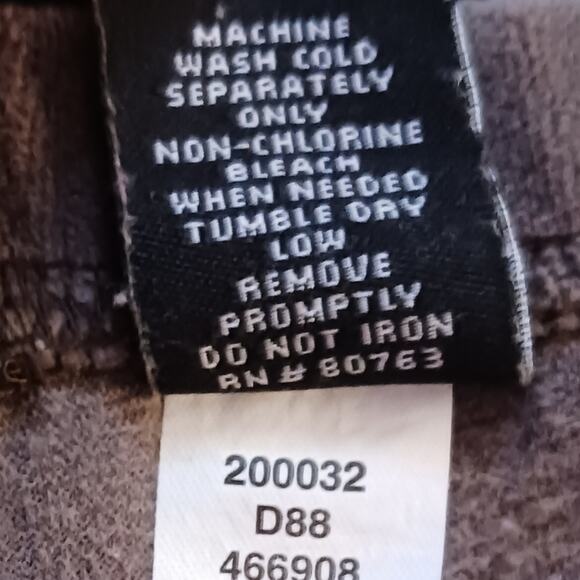 MACHINE
WASH COLD
SEPARATELY
ONLY
NON-CHLORINE
BLEACH
WHEN NEEDED
TUMBLE DRY
LOW
REMOVE
PROMPTLY
DO NOT IRON
RN# 80763
200032
D88
466908